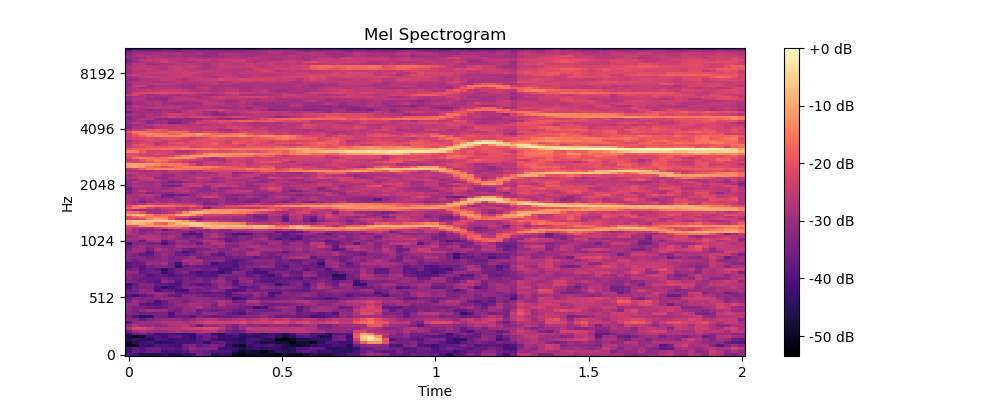 Mel Spectrogram
+0 dB
8192
-10 dB
4096
-20 dB
2048
Hz
-30 dB
1024
-40 dB
512
-50 dB
0
0 0.5 1 1.5 2
Time